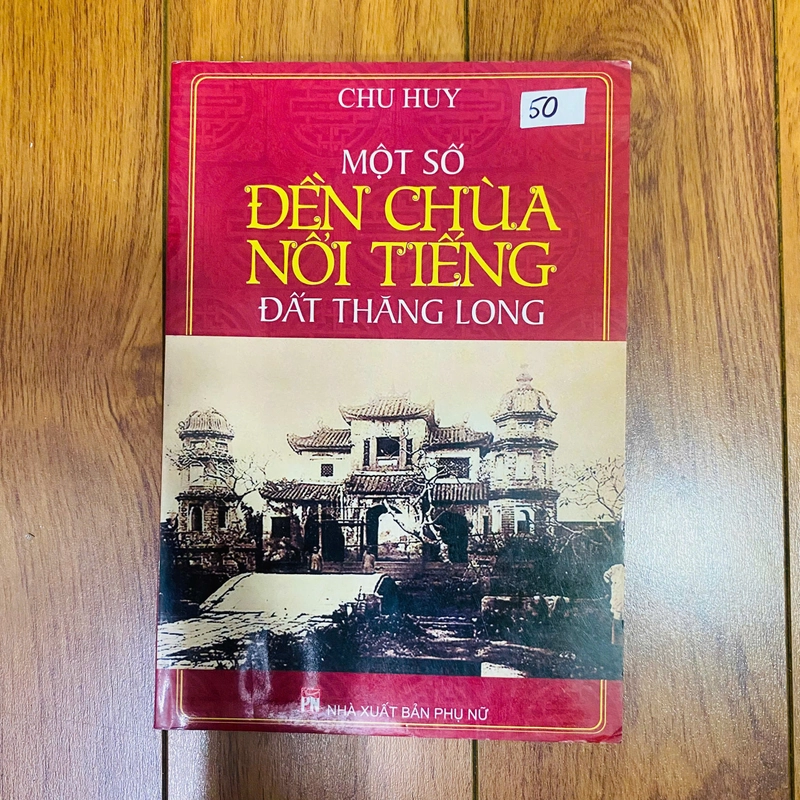 CHU HUY
50
MỘT SỐ
ĐỀN CHÙA
NỔI TIẾNG
ĐẤT THĂNG LONG
PN
NHÀ XUẤT BẢN PHỤ NỮ